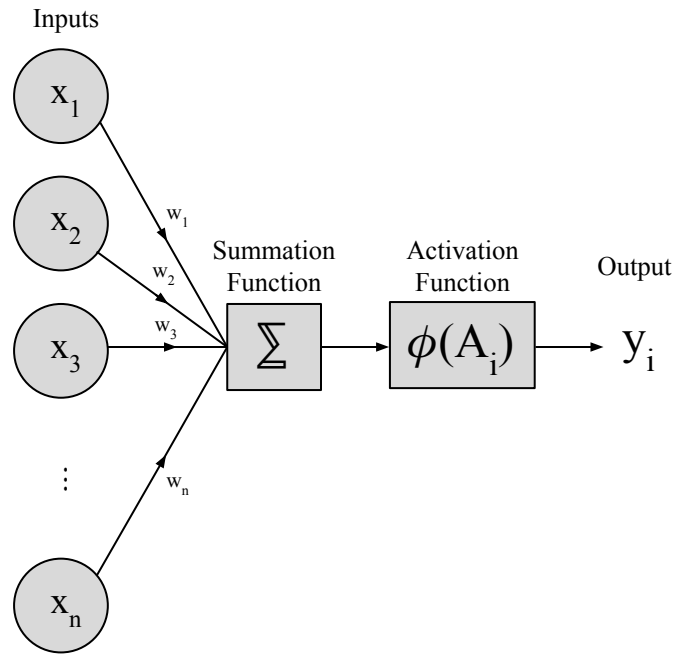 Inputs
x₁
w₁
x₂
w₂
x₃
w₃
⋮
wₙ
xₙ
Summation
Function
∑
Activation
Function
ϕ(Aᵢ)
Output
yᵢ